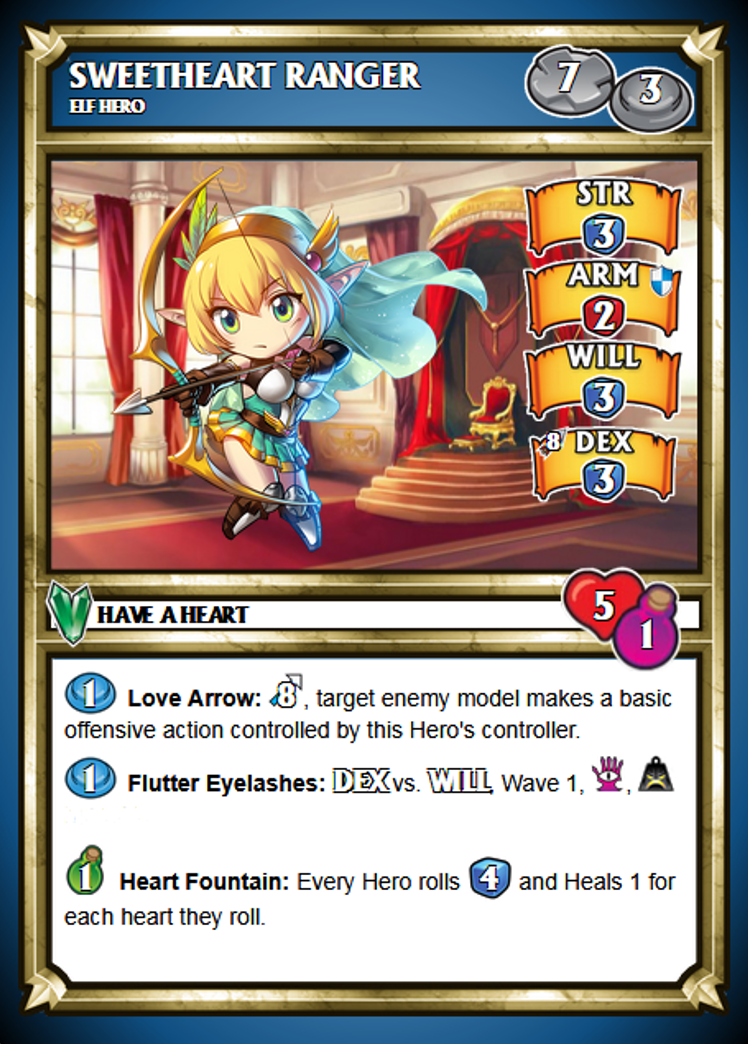 SWEETHEART RANGER
ELF HERO
7
3
STR
3
ARM
2
WILL
3
8 DEX
3
HAVE A HEART
5
1
1 Love Arrow: 8, target enemy model makes a basic
offensive action controlled by this Hero's controller.
1 Flutter Eyelashes: DEX vs. WILL, Wave 1, ,
1 Heart Fountain: Every Hero rolls 4 and Heals 1 for
each heart they roll.